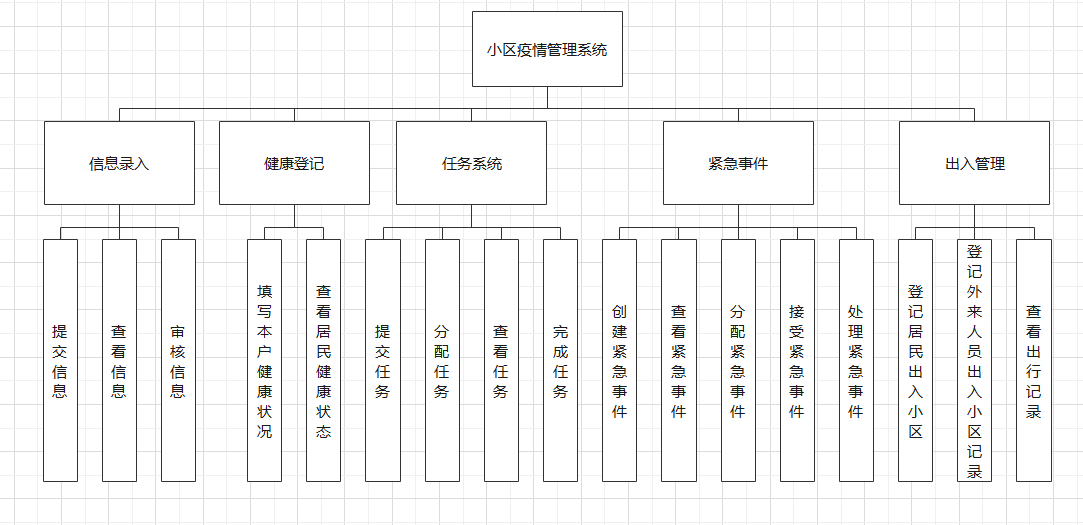 小区疫情管理系统
信息录入
健康登记
任务系统
紧急事件
出入管理
提交信息
查看信息
审核信息
填写本户健康状况
查看居民健康状态
提交任务
分配任务
查看任务
完成任务
创建紧急事件
查看紧急事件
分配紧急事件
接受紧急事件
处理紧急事件
登记居民出入小区
登记外来人员出入小区记录
查看出行记录